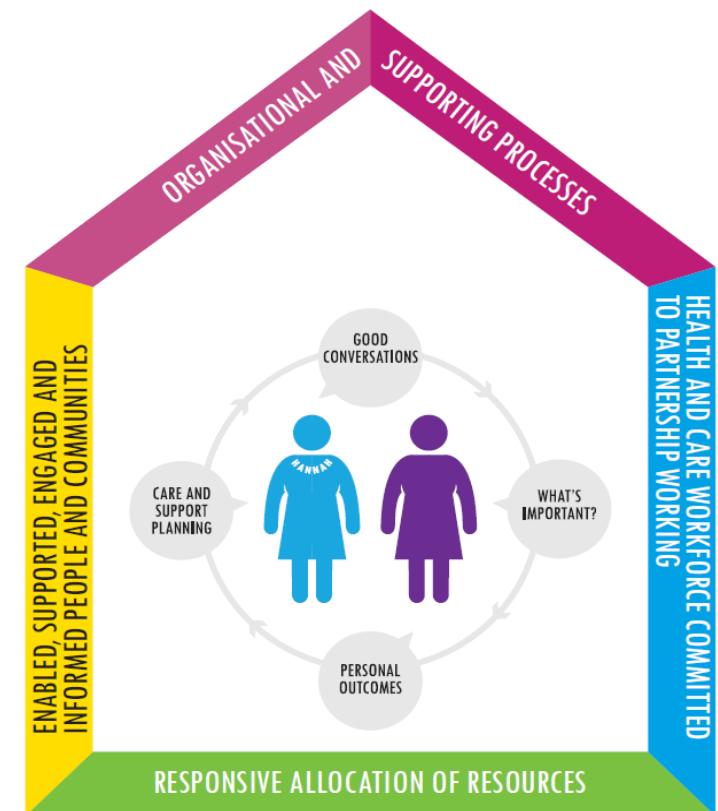 ORGANISATIONAL AND
SUPPORTING PROCESSES
ENABLED, SUPPORTED, ENGAGED AND
INFORMED PEOPLE AND COMMUNITIES
GOOD
CONVERSATIONS
HANNAH
CARE AND
SUPPORT
PLANNING
WHAT'S
IMPORTANT?
PERSONAL
OUTCOMES
HEALTH AND CARE WORKFORCE COMMITTED
TO PARTNERSHIP WORKING
RESPONSIVE ALLOCATION OF RESOURCES